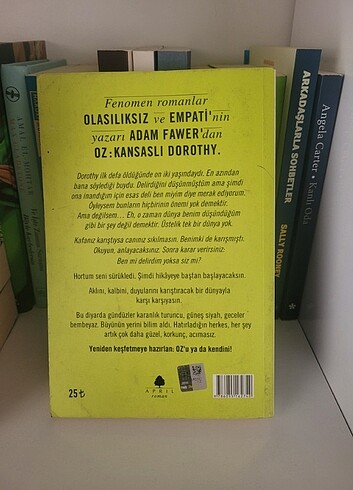 Fenomen romanlar
OLASILIKSIZ ve EMPATİ'nin
yazarı ADAM FAWER'dan
OZ:KANSASLI DOROTHY.
Dorothy ilk defa öldüğünde on iki yaşındaydı. En azından
bana söylediği buydu. Delirdiğini düşünmüştüm ama şimdi
ona inandığım için esas deli ben miyim diye merak ediyorum.
Öyleysem bunların hiçbirinin önemi yok demektir.
Ama değilsem... Eh, o zaman dünya benim düşündüğüm
gibi bir şey değil demektir. Üstelik tek bir dünya yok.
Kafanız karıştıysa canınız sıkılmasın. Benimki de karışmıştı.
Okuyun, anlayacaksınız. Sonra karar verirsiniz:
Ben mi delirdim yoksa siz mi?
Hortum seni sürükledi. Şimdi hikâyeye baştan başlayacaksın.
Aklını, kalbini, duyularını karıştıracak bir dünyayla
karşı karşıyasın.
Bu diyarda gündüzler karanlık turuncu, güneş siyah, geceler
bembeyaz. Büyünün yerini bilim aldı. Hatırladığın herkes, her şey
artık çok daha güzel, korkunç, acımasız.
Yeniden keşfetmeye hazırlan: OZ'u ya da kendini!
25₺
APRIL
roman
ARKADAŞLARLA SOHBETLER
SALLY ROONEY
Angela Carter • Kanlı Oda